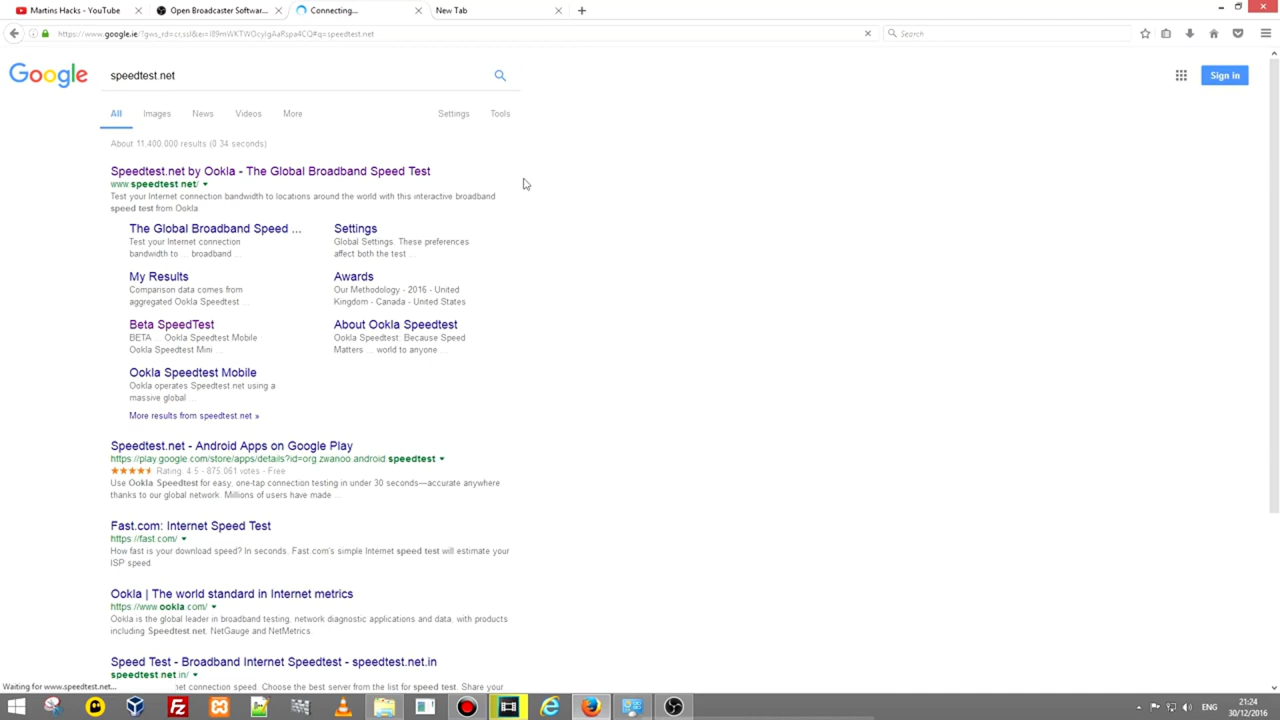 Martins Hacks - YouTube
Open Broadcaster Softwar...
Connecting...
New Tab
https://www.google.ie/?gws_rd=cr,ssl&ei=I89mWKTWOcyIgAaRspa4CQ#q=speedtest.net
Search
Google
speedtest.net
Sign in
All Images News Videos More Settings Tools
About 11,400,000 results (0.34 seconds)
Speedtest.net by Ookla - The Global Broadband Speed Test
www.speedtest.net/
Test your Internet connection bandwidth to locations around the world with this interactive broadband
speed test from Ookla.
The Global Broadband Speed ...
Test your Internet connection
bandwidth to ... broadband ...
Settings
Global Settings. These preferences
affect both the test ...
My Results
Comparison data comes from
aggregated Ookla Speedtest ...
Awards
Our Methodology - 2016 - United
Kingdom - Canada - United States
Beta SpeedTest
BETA ... Ookla Speedtest Mobile
Ookla Speedtest Mini ...
About Ookla Speedtest
Ookla Speedtest. Because Speed
Matters ... world to anyone ...
Ookla Speedtest Mobile
Ookla operates Speedtest.net using a
massive global ...
More results from speedtest.net »
Speedtest.net - Android Apps on Google Play
https://play.google.com/store/apps/details?id=org.zwanoo.android.speedtest
Rating: 4.5 - 875,061 votes - Free
Use Ookla Speedtest for easy, one-tap connection testing in under 30 seconds—accurate anywhere
thanks to our global network. Millions of users have made ...
Fast.com: Internet Speed Test
https://fast.com/
How fast is your download speed? In seconds, Fast.com's simple Internet speed test will estimate your
ISP speed.
Ookla | The world standard in Internet metrics
https://www.ookla.com/
Ookla is the global leader in broadband testing, network diagnostic applications and data, with products
including Speedtest.net, NetGauge and NetMetrics.
Speed Test - Broadband Internet Speedtest - speedtest.net.in
speedtest.net.in/
Waiting for www.speedtest.net...
net connection speed. Choose the best server from the list for speed test. Share your
ENG
21:24
30/12/2016